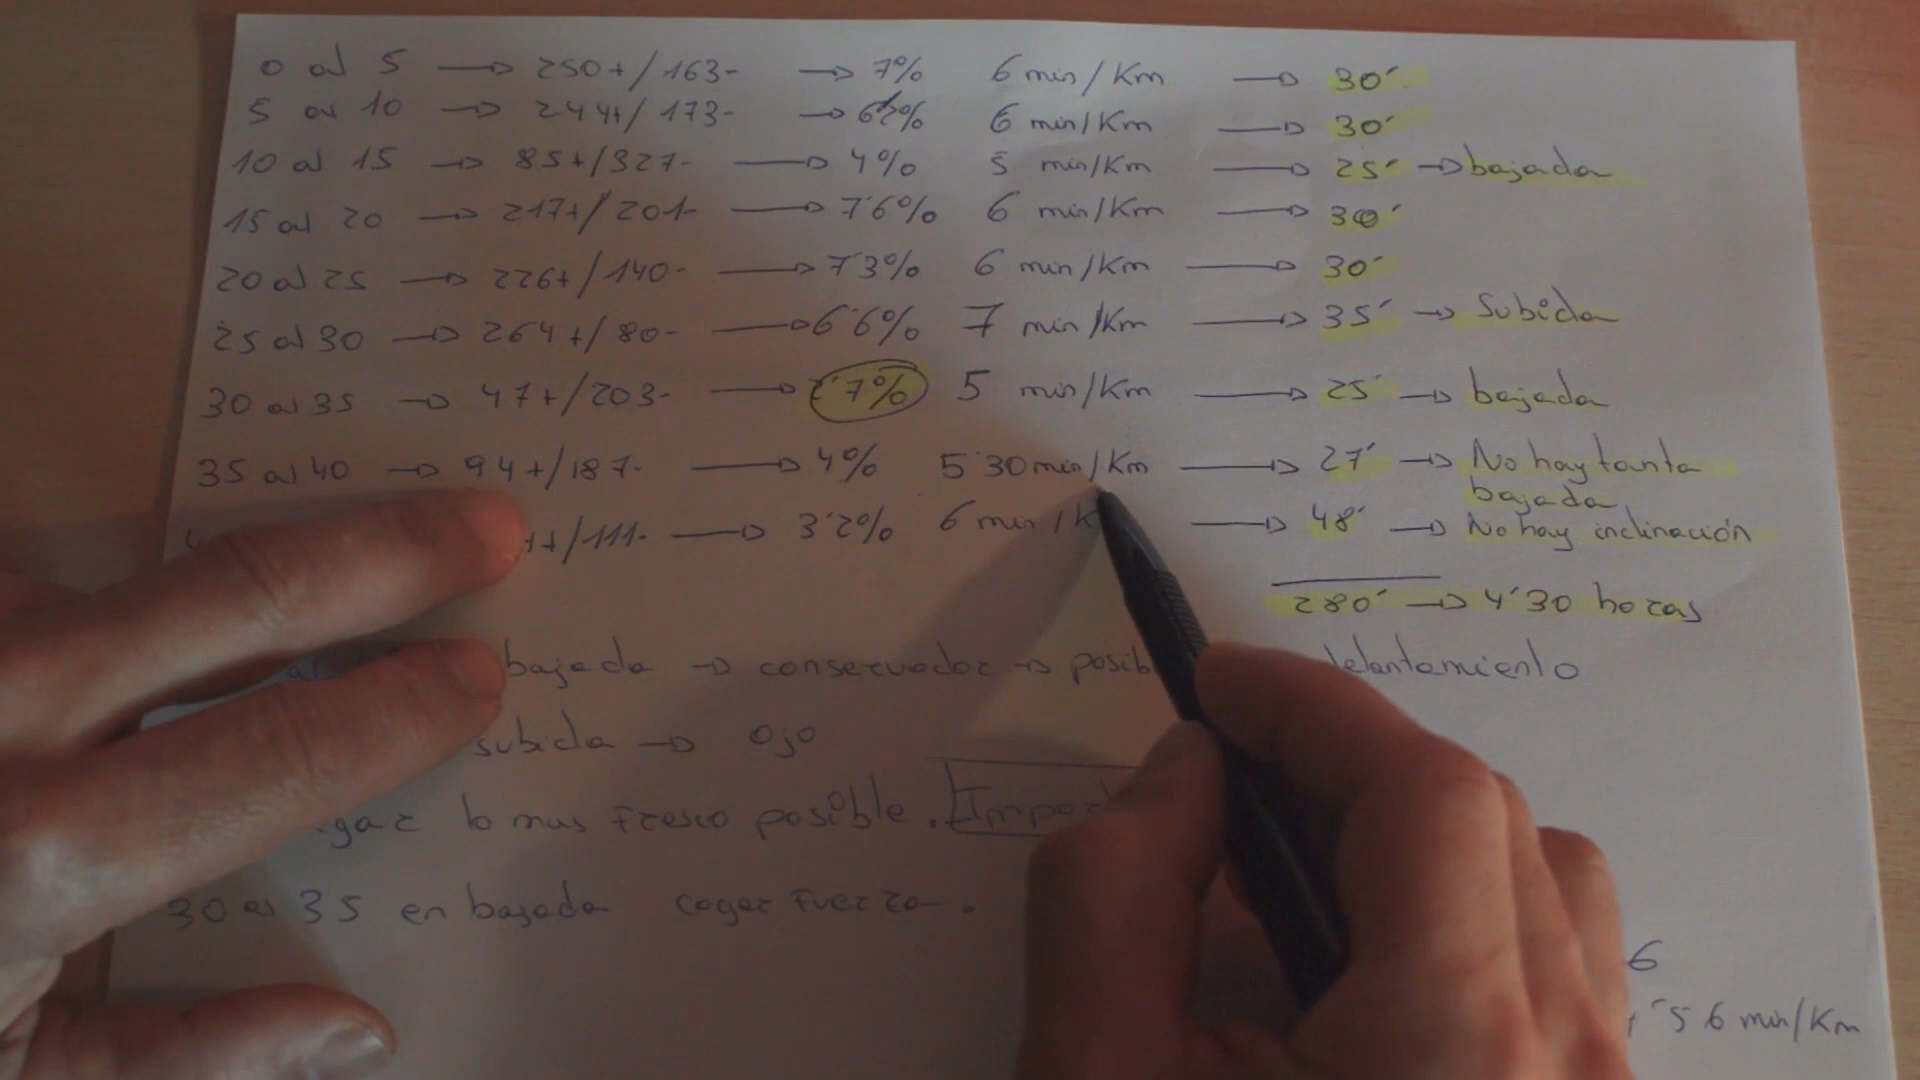 0 al 5 → 250+/163- → 7% 6 min/Km → 30´
5 al 10 → 244+/173- → 6'2% 6 min/Km → 30´
10 al 15 → 85+/327- → 4% 5 min/Km → 25´ → bajada
15 al 20 → 217+/201- → 7'6% 6 min/Km → 30´
20 al 25 → 226+/140- → 7'3% 6 min/Km → 30´
25 al 30 → 264+/80- → 6'6% 7 min/Km → 35´ → Subida
30 al 35 → 47+/203- → 2'7% 5 min/Km → 25´ → bajada
35 al 40 → 94+/187- → 4% 5'30 min/Km → 27´ → No hay tanta
bajada
+/111- → 3'2% 6 min/K → 48´ → No hay inclinación
280´ → 4'30 horas
al bajada → conservador → posib delantamiento
subida → Ojo
gar lo mas fresco posible. Impor
30 al 35 en bajada coger fuerza.
6
´56 min/Km